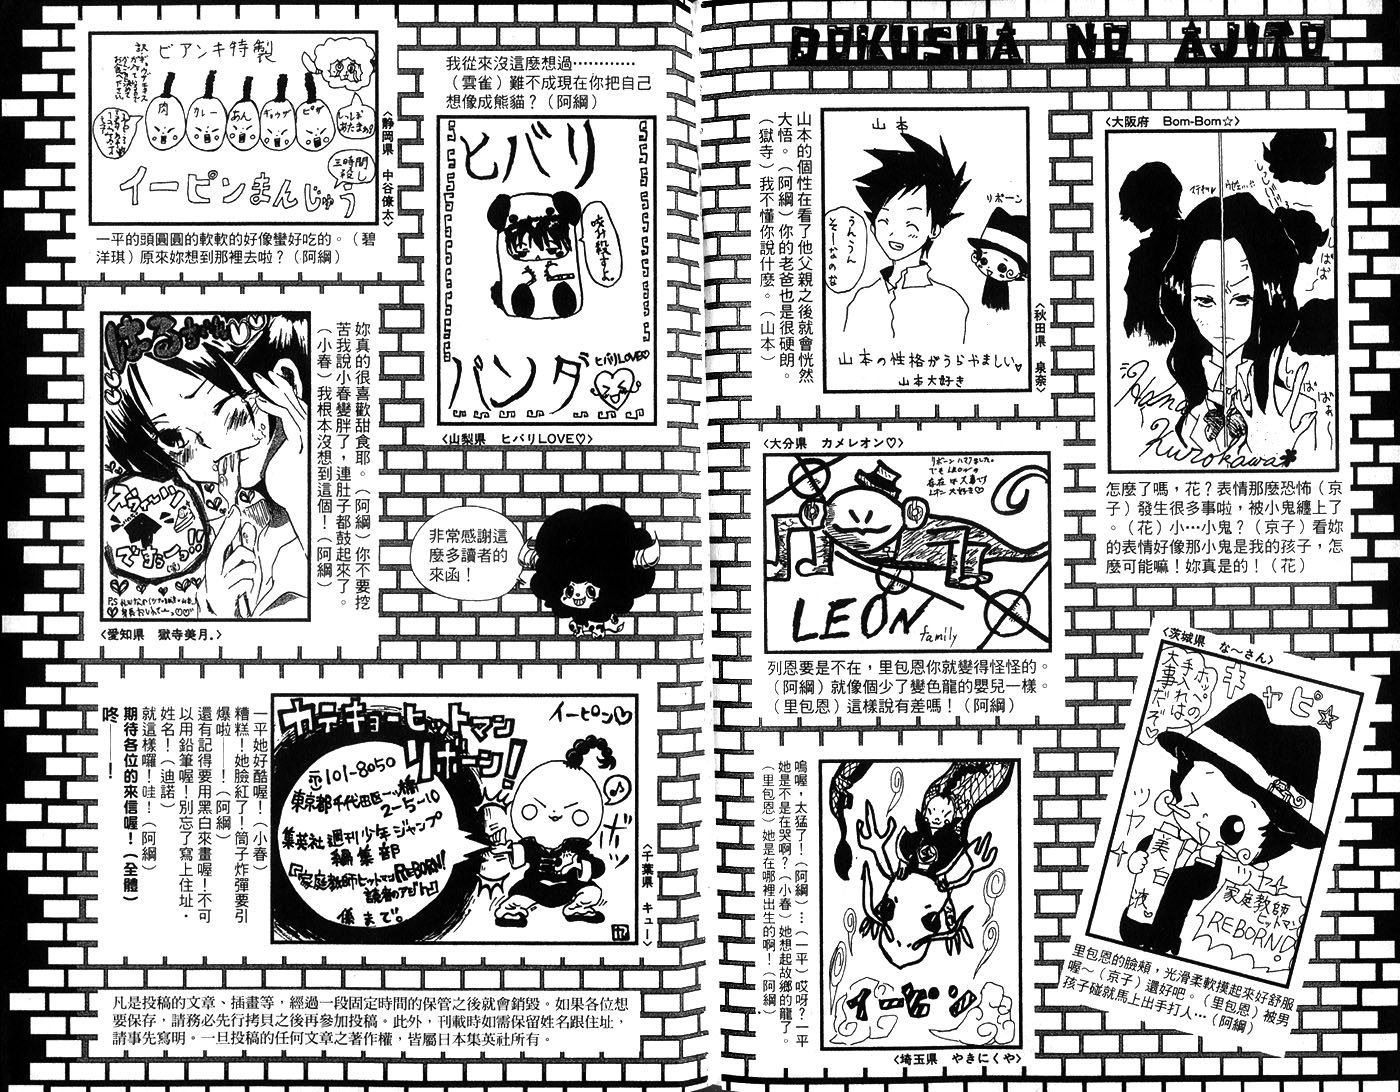 DOKUSHA NO AJITO
〈大阪府　Bom-Bom☆〉
Hana
Kurokawa
怎麼了嗎，花？表情那麼恐怖（京
子）發生很多事啦，被小鬼纏上了
。（花）小…小鬼？（京子）看妳
的表情好像那小鬼是我的孩子，怎
麼可能嘛！妳真是的！（花）
山本
リボーン
うんうん
そーなのな
山本の性格がうらやましい。
山本大好き
〈秋田県　泉奈〉
山本的個性在看了他父親之後就會恍然
大悟。（阿綱）你的老爸也是很硬朗。
（獄寺）我不懂你說什麼。（山本）
〈大分県　カメレオン♡〉
LEON
family
列恩要是不在，里包恩你就變得怪怪的。
（阿綱）就像個少了變色龍的嬰兒一樣。
（里包恩）這樣說有差嗎！（阿綱）
〈茨城県　な～さん〉
ホッペの
手入れは
大事だぞ
キャピ☆
ツヤ
美白
液
ツヤ
家庭教師
ヒットマン
REBORN!
里包恩的臉頰，光滑柔軟摸起來好舒服
喔～（京子）還好吧。（里包恩）被男
孩子碰就馬上出手打人…（阿綱）
嗚喔，太猛了！（阿綱）…（一平）哎呀？一平
她是不是在哭啊？（小春）她想起故鄉的龍了。
（里包恩）她是在哪裡出生的啊！（阿綱）
イーピン
〈埼玉県　やきにくや〉
我從來沒這麼想過…………
（雲雀）難不成現在你把自己
想像成熊貓？（阿綱）
ヒバリ
咬み殺すよ
パンダ
ヒバリLOVE♡
〈山梨県　ヒバリLOVE♡〉
ビアンキ特製
肉
カレー
あん
ギョウザ
ピザ
三時間
殺し
イーピンまんじゅう
〈静岡県　中谷僚太〉
一平的頭圓圓的軟軟的好像蠻好吃的。（碧
洋琪）原來妳想到那裡去啦？（阿綱）
はるちゃん♡♡
〈愛知県　獄寺美月.〉
妳真的很喜歡甜食耶。（阿綱）你不要挖
苦我說小春變胖了，連肚子都鼓起來了。
（小春）我根本沒想到這個！（阿綱）
非常感謝這
麼多讀者的
來函！
カテキョーヒットマン
リボーン！
イーピン♡
〒101-8050
東京都千代田区一ッ橋
2-5-10
集英社 週刊少年ジャンプ
編集部
『家庭教師ヒットマンREBORN!
読者のアジト』
係まで。
〈千葉県　キュー〉
一平她好酷喔！（小春）
糟糕！她臉紅了！筒子炸彈要引
爆啦——！（阿綱）
還有記得要用黑白來畫喔！不可
以用鉛筆喔！別忘了寫上住址．
姓名！（迪諾）
就這樣囉！哇！（阿綱）
期待各位的來信喔！（全體）
咚——！
凡是投稿的文章、插畫等，經過一段固定時間的保管之後就會銷毀。如果各位想
要保存，請務必先行拷貝之後再參加投稿。此外，刊載時如需保留姓名跟住址，
請事先寫明。一旦投稿的任何文章之著作權，皆屬日本集英社所有。